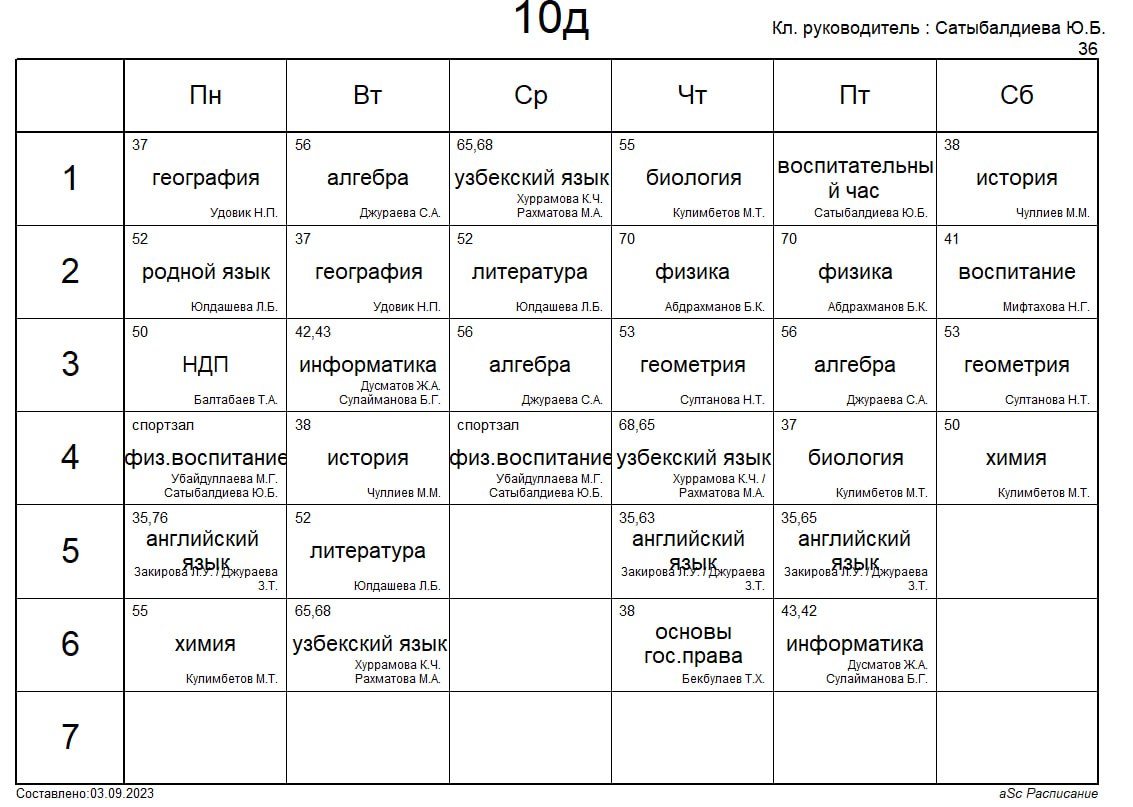 10д
Кл. руководитель : Сатыбалдиева Ю.Б.
36
Пн Вт Ср Чт Пт Сб
1
37
география
Удовик Н.П.
56
алгебра
Джураева С.А.
65,68
узбекский язык
Хуррамова К.Ч.
Рахматова М.А.
55
биология
Кулимбетов М.Т.
воспитательны
й час
Сатыбалдиева Ю.Б.
38
история
Чуллиев М.М.
2
52
родной язык
Юлдашева Л.Б.
37
география
Удовик Н.П.
52
литература
Юлдашева Л.Б.
70
физика
Абдрахманов Б.К.
70
физика
Абдрахманов Б.К.
41
воспитание
Мифтахова Н.Г.
3
50
НДП
Балтабаев Т.А.
42,43
информатика
Дусматов Ж.А.
Сулайманова Б.Г.
56
алгебра
Джураева С.А.
53
геометрия
Султанова Н.Т.
56
алгебра
Джураева С.А.
53
геометрия
Султанова Н.Т.
4
спортзал
физ.воспитание
Убайдуллаева М.Г.
Сатыбалдиева Ю.Б.
38
история
Чуллиев М.М.
спортзал
физ.воспитание
Убайдуллаева М.Г.
Сатыбалдиева Ю.Б.
68,65
узбекский язык
Хуррамова К.Ч. /
Рахматова М.А.
37
биология
Кулимбетов М.Т.
50
химия
Кулимбетов М.Т.
5
35,76
английский
язык
Закирова Л.У. / Джураева
З.Т.
52
литература
Юлдашева Л.Б.
35,63
английский
язык
Закирова Л.У. / Джураева
З.Т.
35,65
английский
язык
Закирова Л.У. / Джураева
З.Т.
6
55
химия
Кулимбетов М.Т.
65,68
узбекский язык
Хуррамова К.Ч.
Рахматова М.А.
38
основы
гос.права
Бекбулаев Т.Х.
43,42
информатика
Дусматов Ж.А.
Сулайманова Б.Г.
7
Составлено:03.09.2023
aSc Расписание